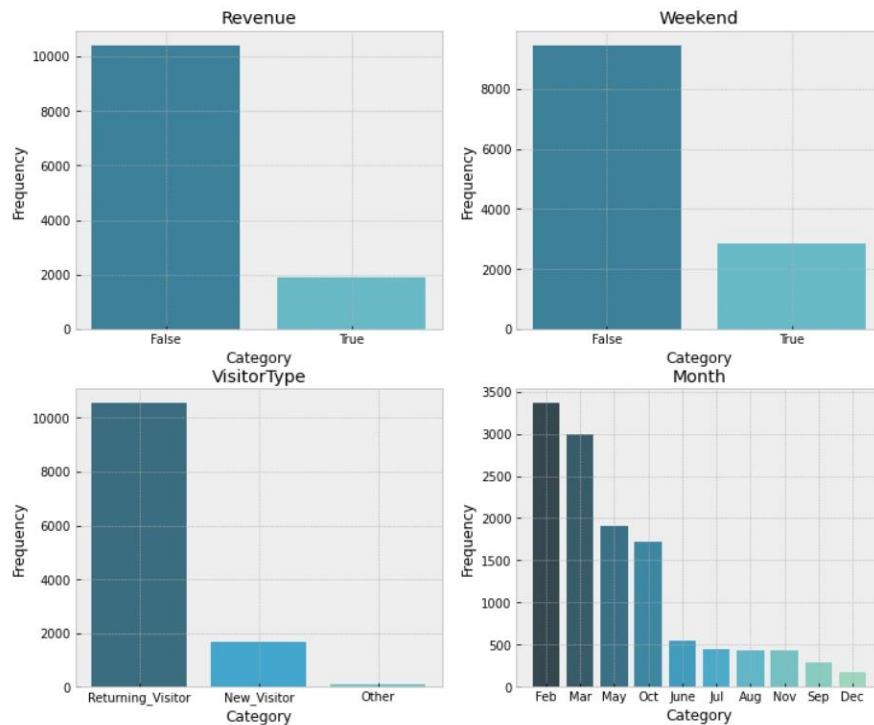 Revenue
10000
8000
6000
4000
2000
0
Frequency
False True
Category
Weekend
8000
6000
4000
2000
0
Frequency
False True
Category
VisitorType
10000
8000
6000
4000
2000
0
Frequency
Returning_Visitor New_Visitor Other
Category
Month
3500
3000
2500
2000
1500
1000
500
0
Frequency
Feb Mar May Oct June Jul Aug Nov Sep Dec
Category